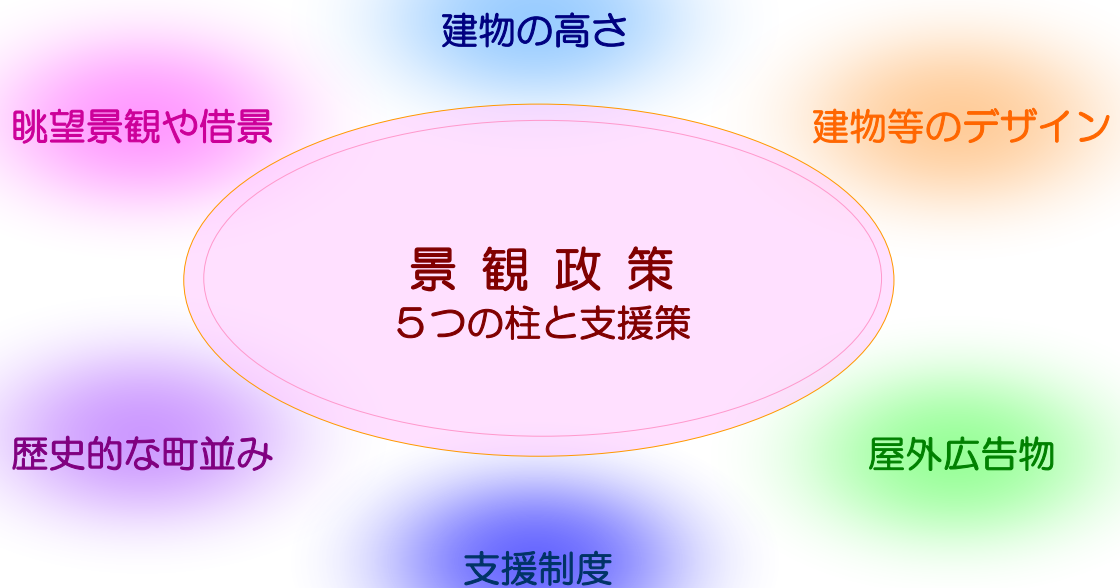 建物の高さ
眺望景観や借景
建物等のデザイン
景観政策
５つの柱と支援策
歴史的な町並み
屋外広告物
支援制度